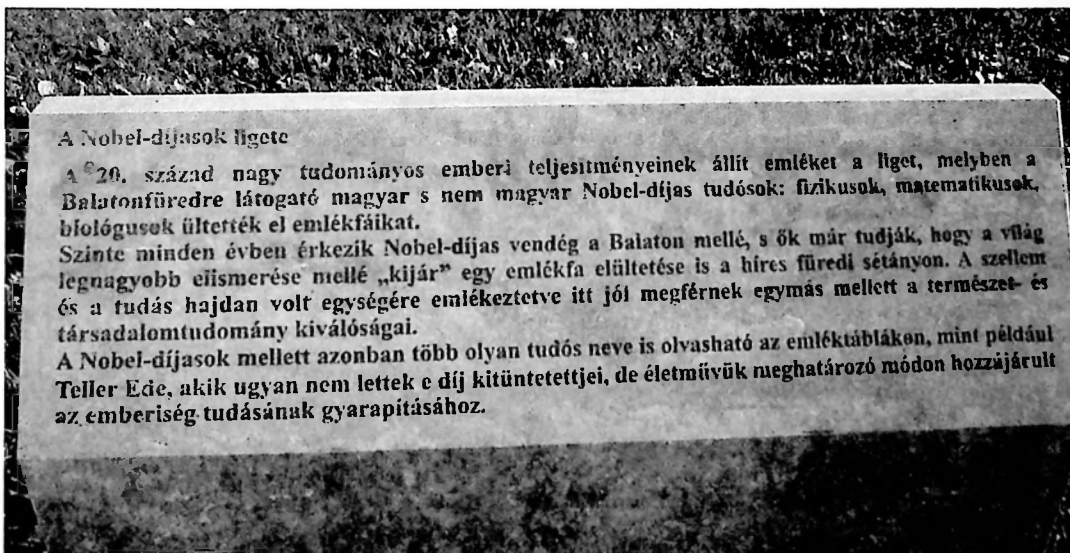 A Nobel-díjasok ligete
A 20. század nagy tudományos emberi teljesítményeinek állít emléket a liget, melyben a
Balatonfüredre látogató magyar s nem magyar Nobel-díjas tudósok: fizikusok, matematikusok,
biológusok ültették el emlékfáikat.
Szinte minden évben érkezik Nobel-díjas vendég a Balaton mellé, s ők már tudják, hogy a világ
legnagyobb elismerése mellé „kijár” egy emlékfa elültetése is a híres füredi sétányon. A szellem
és a tudás hajdan volt egységére emlékeztetve itt jól megférnek egymás mellett a természet- és
társadalomtudomány kiválóságai.
A Nobel-díjasok mellett azonban több olyan tudós neve is olvasható az emléktáblákon, mint például
Teller Ede, akik ugyan nem lettek e díj kitüntetettjei, de életművük meghatározó módon hozzájárult
az emberiség tudásának gyarapításához.